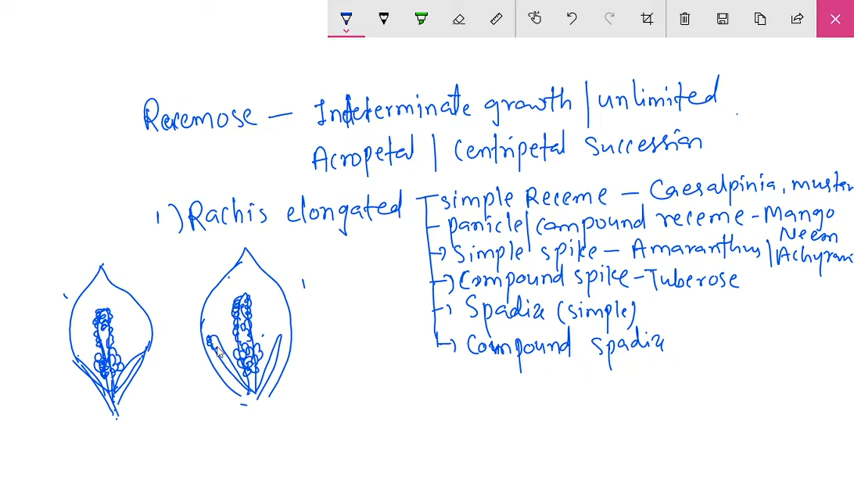 Recemose — Indeterminate growth | unlimited
Acropetal | centripetal succession
1) Rachis elongated
simple Receme — Caesalpinia, mustar
panicle | compound receme - Mango
Neem
simple spike — Amaranthus | Achyran
Compound spike - Tuberose
Spadix (simple)
Compound spadix